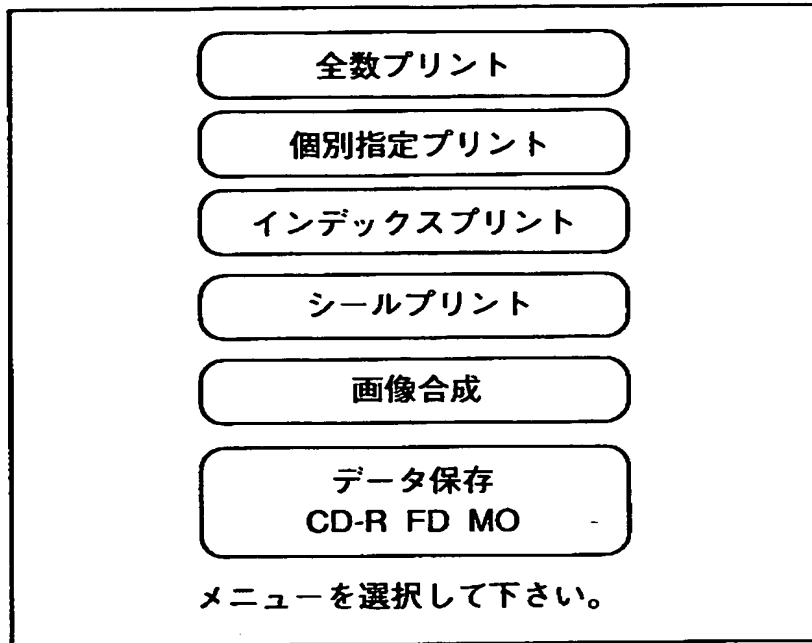 全数プリント
個別指定プリント
インデックスプリント
シールプリント
画像合成
データ保存
CD-R FD MO
メニューを選択して下さい。